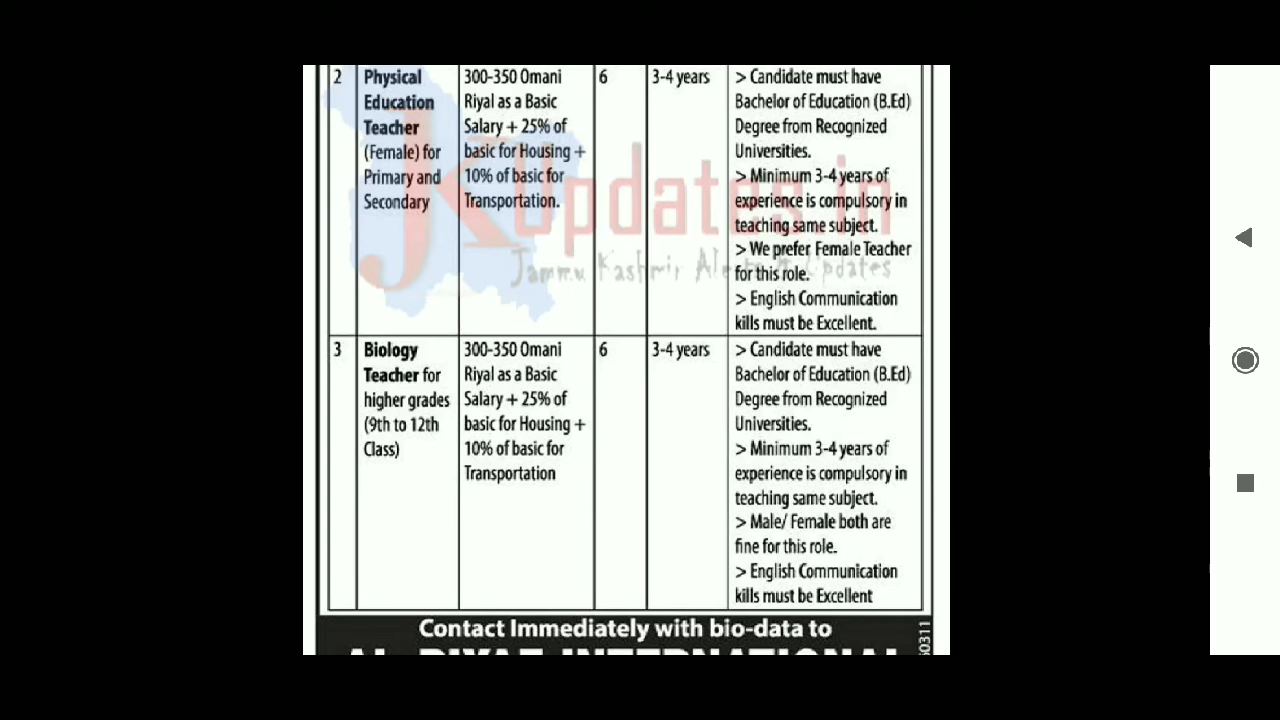 2
Physical
Education
Teacher
(Female) for
Primary and
Secondary
300-350 Omani
Riyal as a Basic
Salary + 25% of
basic for Housing +
10% of basic for
Transportation.
6
3-4 years
> Candidate must have
Bachelor of Education (B.Ed)
Degree from Recognized
Universities.
> Minimum 3-4 years of
experience is compulsory in
teaching same subject.
> We prefer Female Teacher
for this role.
> English Communication
kills must be Excellent.
3
Biology
Teacher for
higher grades
(9th to 12th
Class)
300-350 Omani
Riyal as a Basic
Salary + 25% of
basic for Housing +
10% of basic for
Transportation
6
3-4 years
> Candidate must have
Bachelor of Education (B.Ed)
Degree from Recognized
Universities.
> Minimum 3-4 years of
experience is compulsory in
teaching same subject.
> Male/ Female both are
fine for this role.
> English Communication
kills must be Excellent
JKUpdates.in
Jammu Kashmir Alerts & Updates
Contact Immediately with bio-data to
INTERNATIONAL